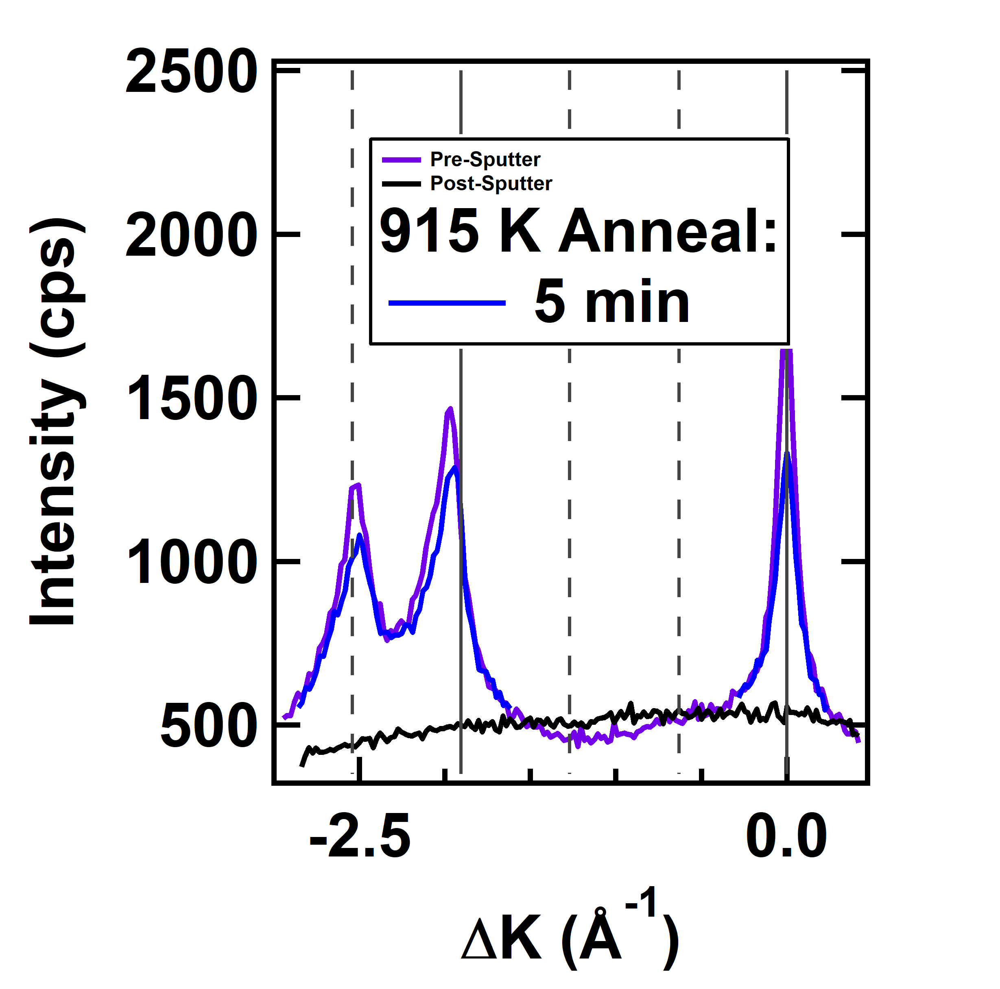 2500
2000
1500
1000
500
Intensity (cps)
Pre-Sputter
Post-Sputter
915 K Anneal:
5 min
-2.5
0.0
ΔK (Å-1)